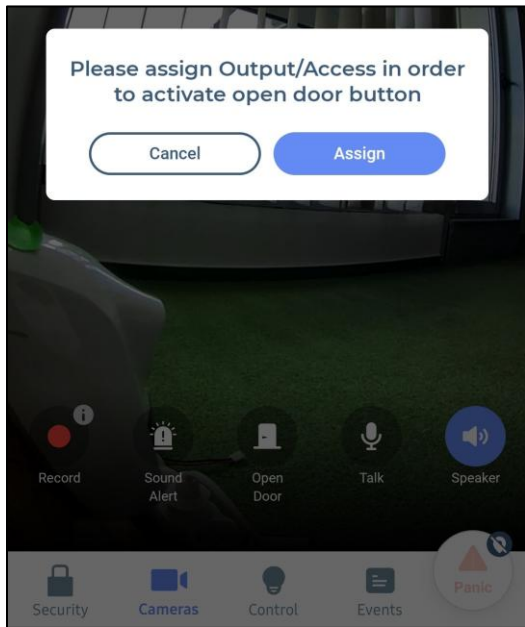 Please assign Output/Access in order
to activate open door button
Cancel Assign
Record Sound Open Talk Speaker
Alert Door
Security Cameras Control Events Panic